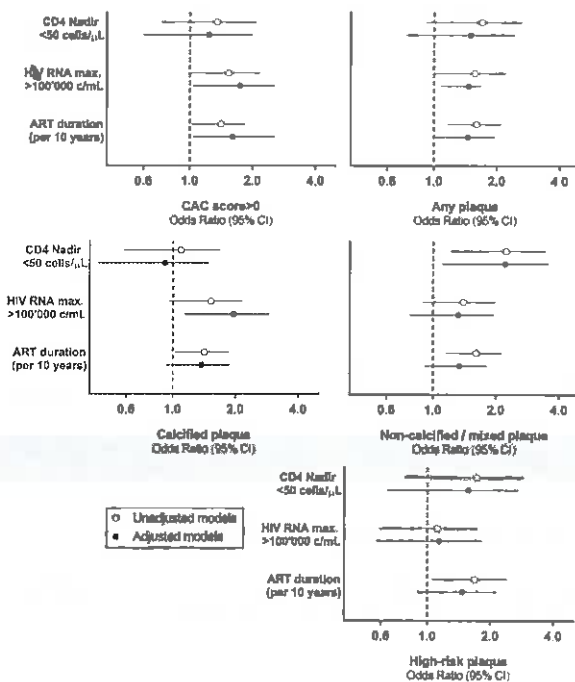 CD4 Nadir
<50 cells/μL
HIV RNA max.
>100'000 c/mL
ART duration
(per 10 years)
0.6 1.0 2.0 4.0
CAC score>0
Odds Ratio (95% CI)
0.6 1.0 2.0 4.0
Any plaque
Odds Ratio (95% CI)
CD4 Nadir
<50 cells/μL
HIV RNA max.
>100'000 c/mL
ART duration
(per 10 years)
0.6 1.0 2.0 4.0
Calcified plaque
Odds Ratio (95% CI)
0.6 1.0 2.0 4.0
Non-calcified / mixed plaque
Odds Ratio (95% CI)
Unadjusted models
Adjusted models
CD4 Nadir
<50 cells/μL
HIV RNA max.
>100'000 c/mL
ART duration
(per 10 years)
0.6 1.0 2.0 4.0
High-risk plaque
Odds Ratio (95% CI)